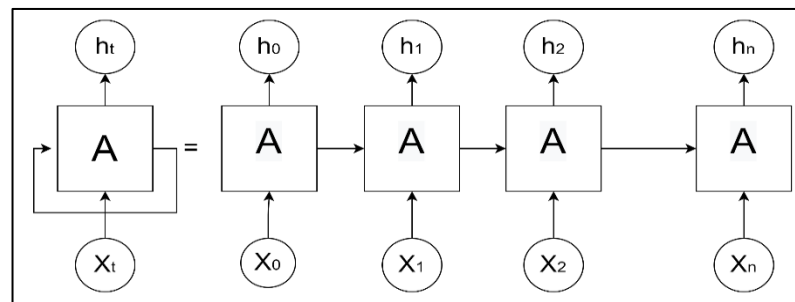 hₜ h₀ h₁ h₂ hₙ
A = A A A A
Xₜ X₀ X₁ X₂ Xₙ